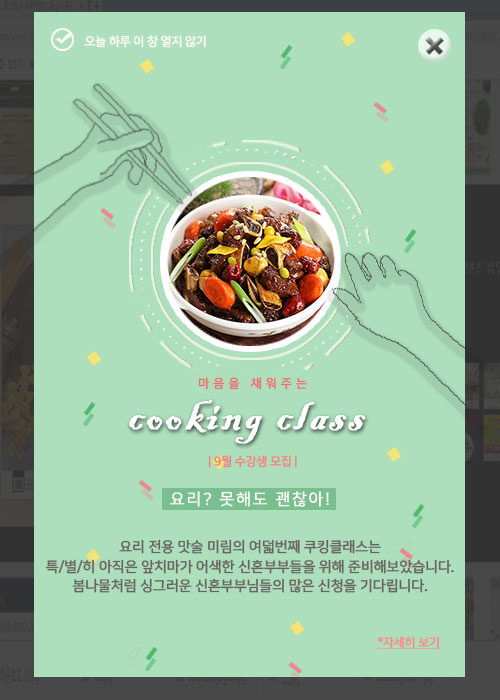 오늘 하루 이 창 열지 않기
마음을 채워주는
cooking class
| 9월 수강생 모집 |
요리? 못해도 괜찮아!
요리 전용 맛술 미림의 여덟번째 쿠킹클래스는
특/별/히 아직은 앞치마가 어색한 신혼부부들을 위해 준비해보았습니다.
봄나물처럼 싱그러운 신혼부부님들의 많은 신청을 기다립니다.
*자세히 보기